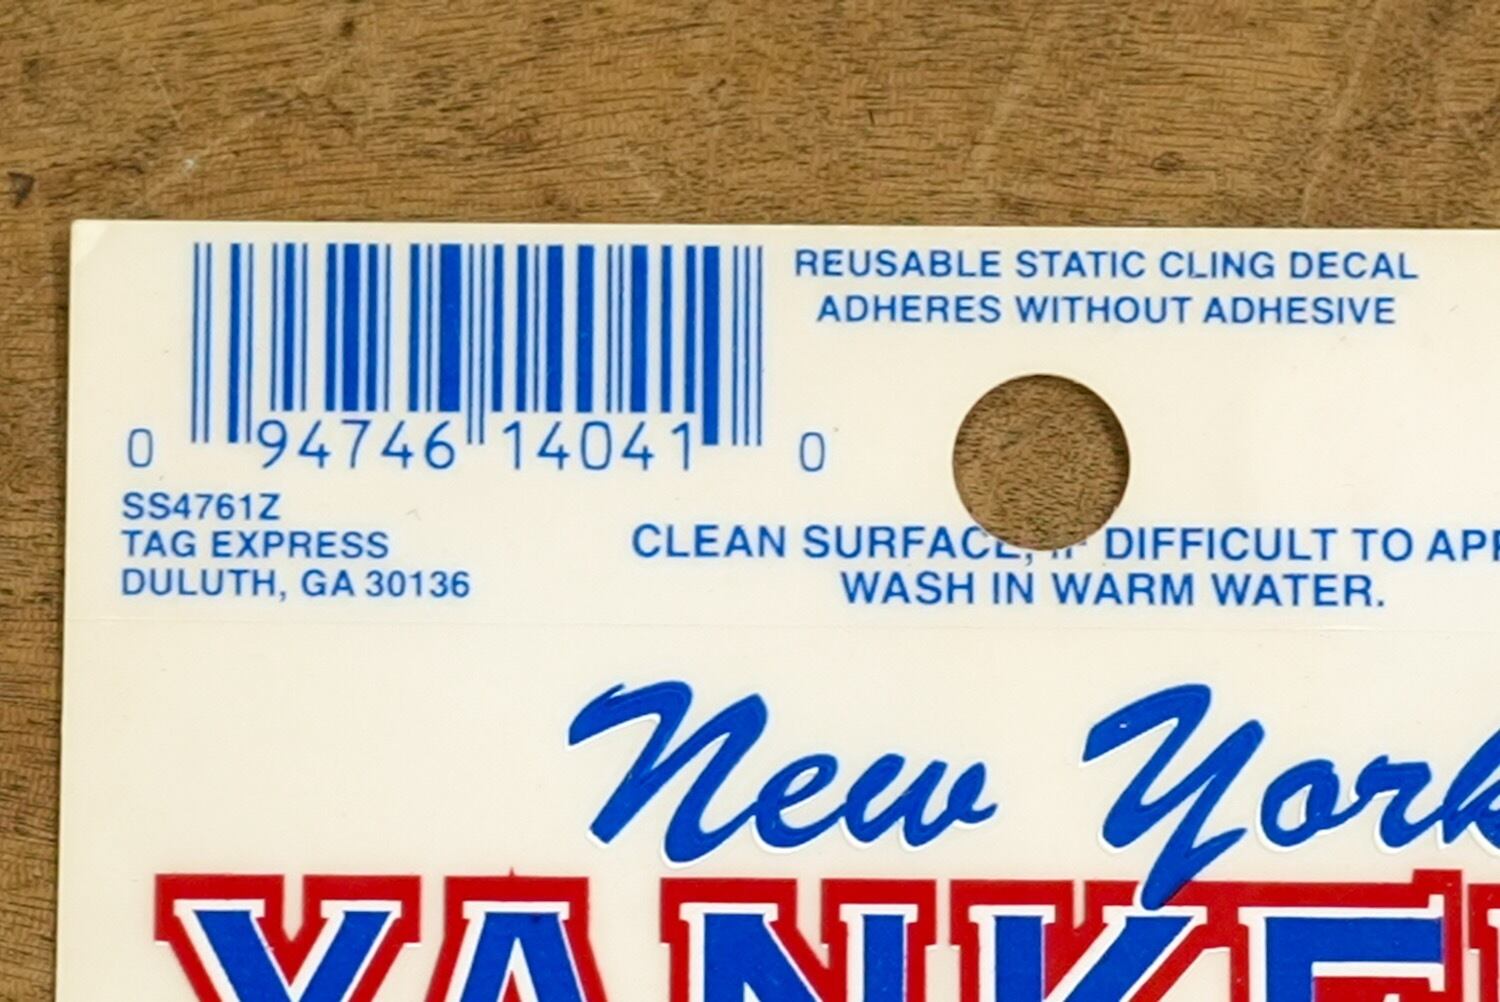 REUSABLE STATIC CLING DECAL
ADHERES WITHOUT ADHESIVE
0 94746 14041 0
SS4761Z
TAG EXPRESS
DULUTH, GA 30136
CLEAN SURFACE, IF DIFFICULT TO
WASH IN WARM WATER.
New York